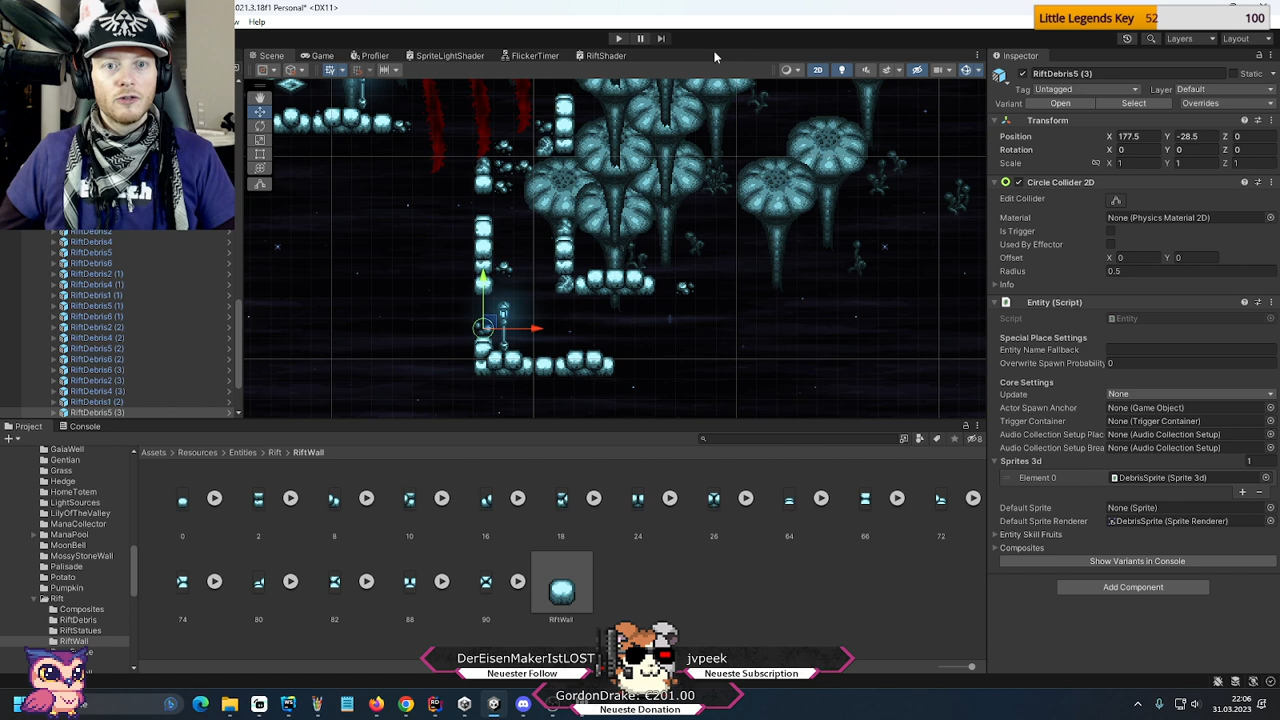 021.3.18f1 Personal* <DX11>
Help
Little Legends Key 52 100
Layers
Layout
Scene
Game
Profiler
SpriteLightShader
FlickerTimer
RiftShader
2D
Inspector
RiftDebris5 (3)
Static
Tag Untagged
Layer Default
Variant Open Select Overrides
Transform
Position X 177.5 Y -28.5 Z 0
Rotation X 0 Y 0 Z 0
Scale X 1 Y 1 Z 1
Circle Collider 2D
Edit Collider
Material None (Physics Material 2D)
Is Trigger
Used By Effector
Offset X 0 Y 0
Radius 0.5
Info
Entity (Script)
Script Entity
Special Place Settings
Entity Name Fallback
Overwrite Spawn Probability 0
Core Settings
Update None
Actor Spawn Anchor None (Game Object)
Trigger Container None (Trigger Container)
Audio Collection Setup Plac None (Audio Collection Setup)
Audio Collection Setup Brea None (Audio Collection Setup)
Sprites 3d 1
Element 0 DebrisSprite (Sprite 3d)
Default Sprite None (Sprite)
Default Sprite Renderer DebrisSprite (Sprite Renderer)
Entity Skill Fruits
Composites
Show Variants in Console
Add Component
RiftDebris2
RiftDebris4
RiftDebris5
RiftDebris6
RiftDebris2 (1)
RiftDebris4 (1)
RiftDebris1 (1)
RiftDebris5 (1)
RiftDebris6 (1)
RiftDebris2 (2)
RiftDebris4 (2)
RiftDebris5 (2)
RiftDebris6 (2)
RiftDebris6 (3)
RiftDebris2 (3)
RiftDebris4 (3)
RiftDebris1 (2)
RiftDebris5 (3)
Project
Console
8
GaiaWell
Gentian
Grass
Hedge
HomeTotem
LightSources
LilyOfTheValley
ManaCollector
ManaPool
MoonBell
MossyStoneWall
Palisade
Potato
Pumpkin
Rift
Composites
RiftDebris
RiftStatues
RiftWall
Assets > Resources > Entities > Rift > RiftWall
0 2 8 10 16 18 24 26 64 66 72
74 80 82 88 90 RiftWall
DerEisenMakerIstLOST
Neuester Follow
jvpeek
Neueste Subscription
GordonDrake: €201.00
Neueste Donation
22:06
31.03.2023